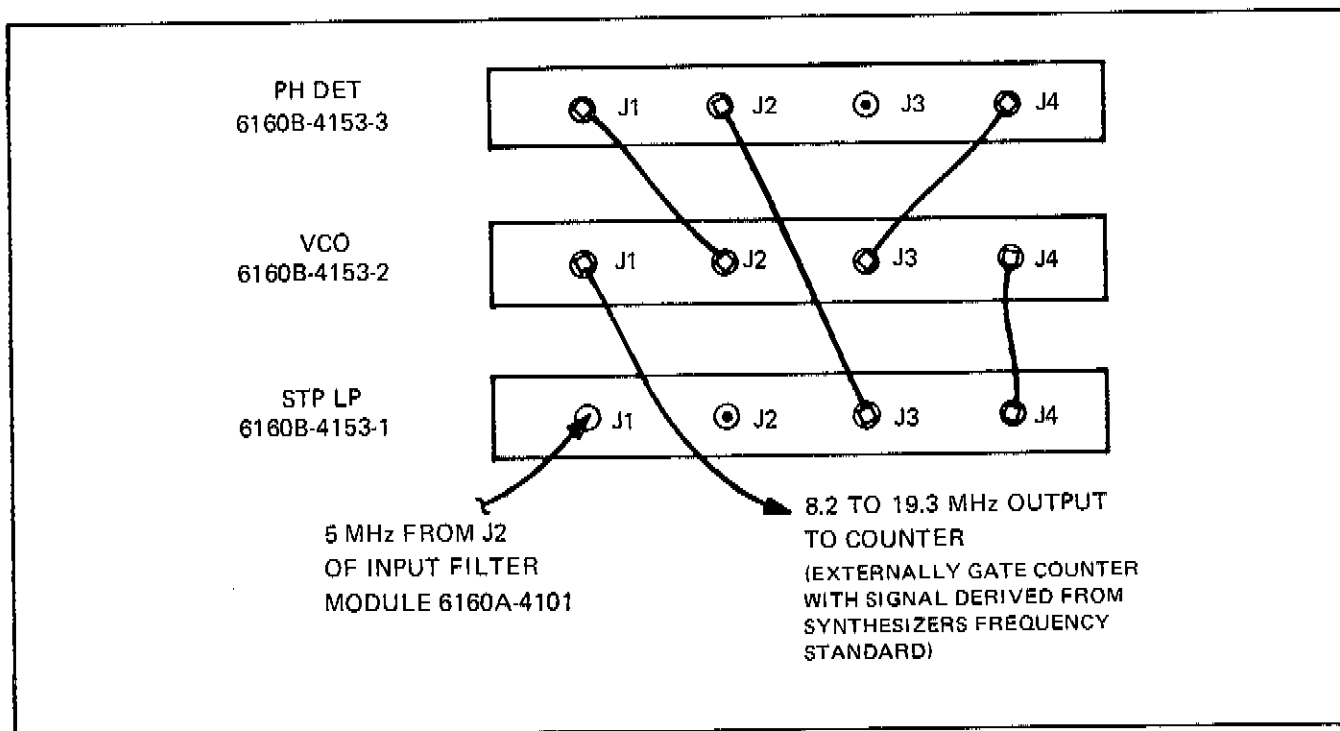 PH DET
6160B-4153-3
J1 J2 J3 J4
VCO
6160B-4153-2
J1 J2 J3 J4
STP LP
6160B-4153-1
J1 J2 J3 J4
5 MHz FROM J2
OF INPUT FILTER
MODULE 6160A-4101
8.2 TO 19.3 MHz OUTPUT
TO COUNTER
(EXTERNALLY GATE COUNTER
WITH SIGNAL DERIVED FROM
SYNTHESIZERS FREQUENCY
STANDARD)